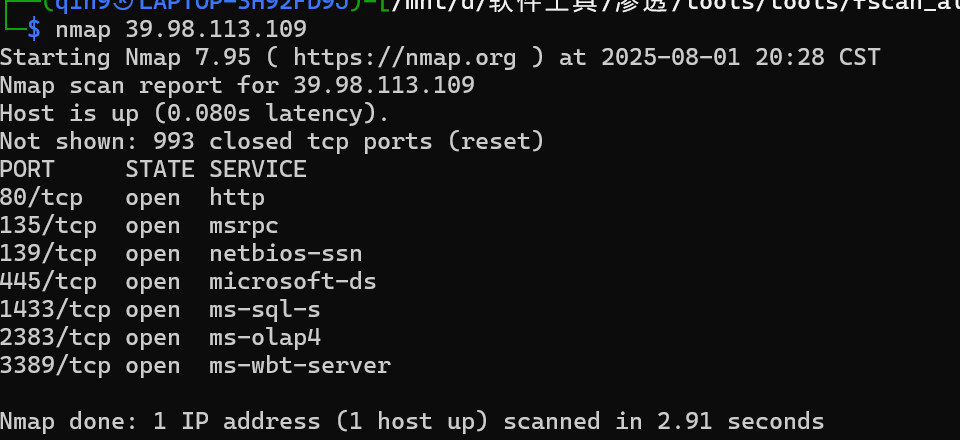 (q1n9㉿LAPTOP-3H92FD9J)-[/mnt/d/软件工具/渗透/tools/tools/fscan_al
└─$ nmap 39.98.113.109
Starting Nmap 7.95 ( https://nmap.org ) at 2025-08-01 20:28 CST
Nmap scan report for 39.98.113.109
Host is up (0.080s latency).
Not shown: 993 closed tcp ports (reset)
PORT     STATE SERVICE
80/tcp   open  http
135/tcp  open  msrpc
139/tcp  open  netbios-ssn
445/tcp  open  microsoft-ds
1433/tcp open  ms-sql-s
2383/tcp open  ms-olap4
3389/tcp open  ms-wbt-server
Nmap done: 1 IP address (1 host up) scanned in 2.91 seconds